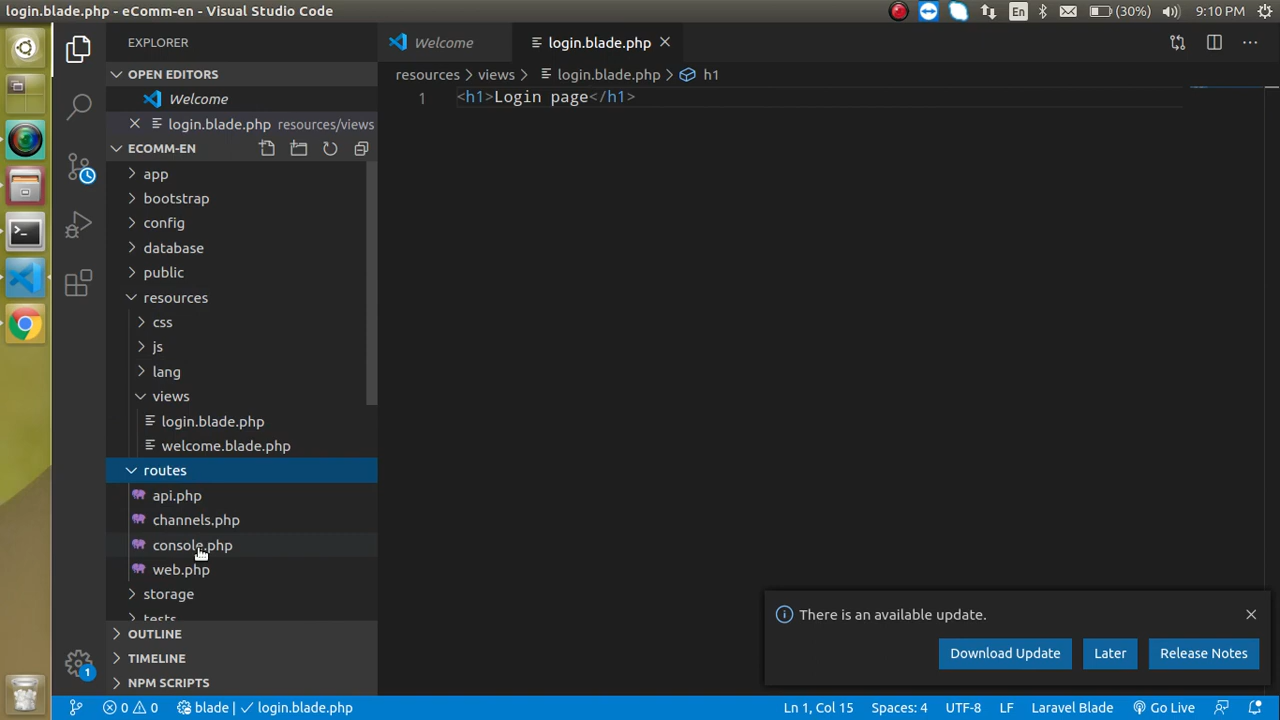 login.blade.php - eComm-en - Visual Studio Code
En
(30%)
9:10 PM
EXPLORER
Welcome
login.blade.php
OPEN EDITORS
Welcome
login.blade.php resources/views
ECOMM-EN
app
bootstrap
config
database
public
resources
css
js
lang
views
login.blade.php
welcome.blade.php
routes
api.php
channels.php
console.php
web.php
storage
tests
OUTLINE
TIMELINE
NPM SCRIPTS
resources > views > login.blade.php > h1
1 <h1>Login page</h1>
There is an available update.
Download Update
Later
Release Notes
1
0 0
blade | ✓ login.blade.php
Ln 1, Col 15
Spaces: 4
UTF-8
LF
Laravel Blade
Go Live